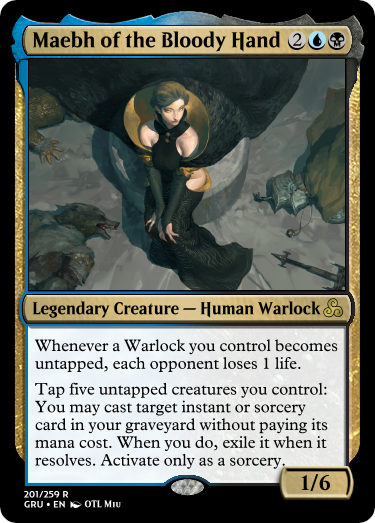 Maebh of the Bloody Hand 2
Legendary Creature — Human Warlock
Whenever a Warlock you control becomes
untapped, each opponent loses 1 life.
Tap five untapped creatures you control:
You may cast target instant or sorcery
card in your graveyard without paying its
mana cost. When you do, exile it when it
resolves. Activate only as a sorcery.
1/6
201/259 R
GRU • EN OTL Miu